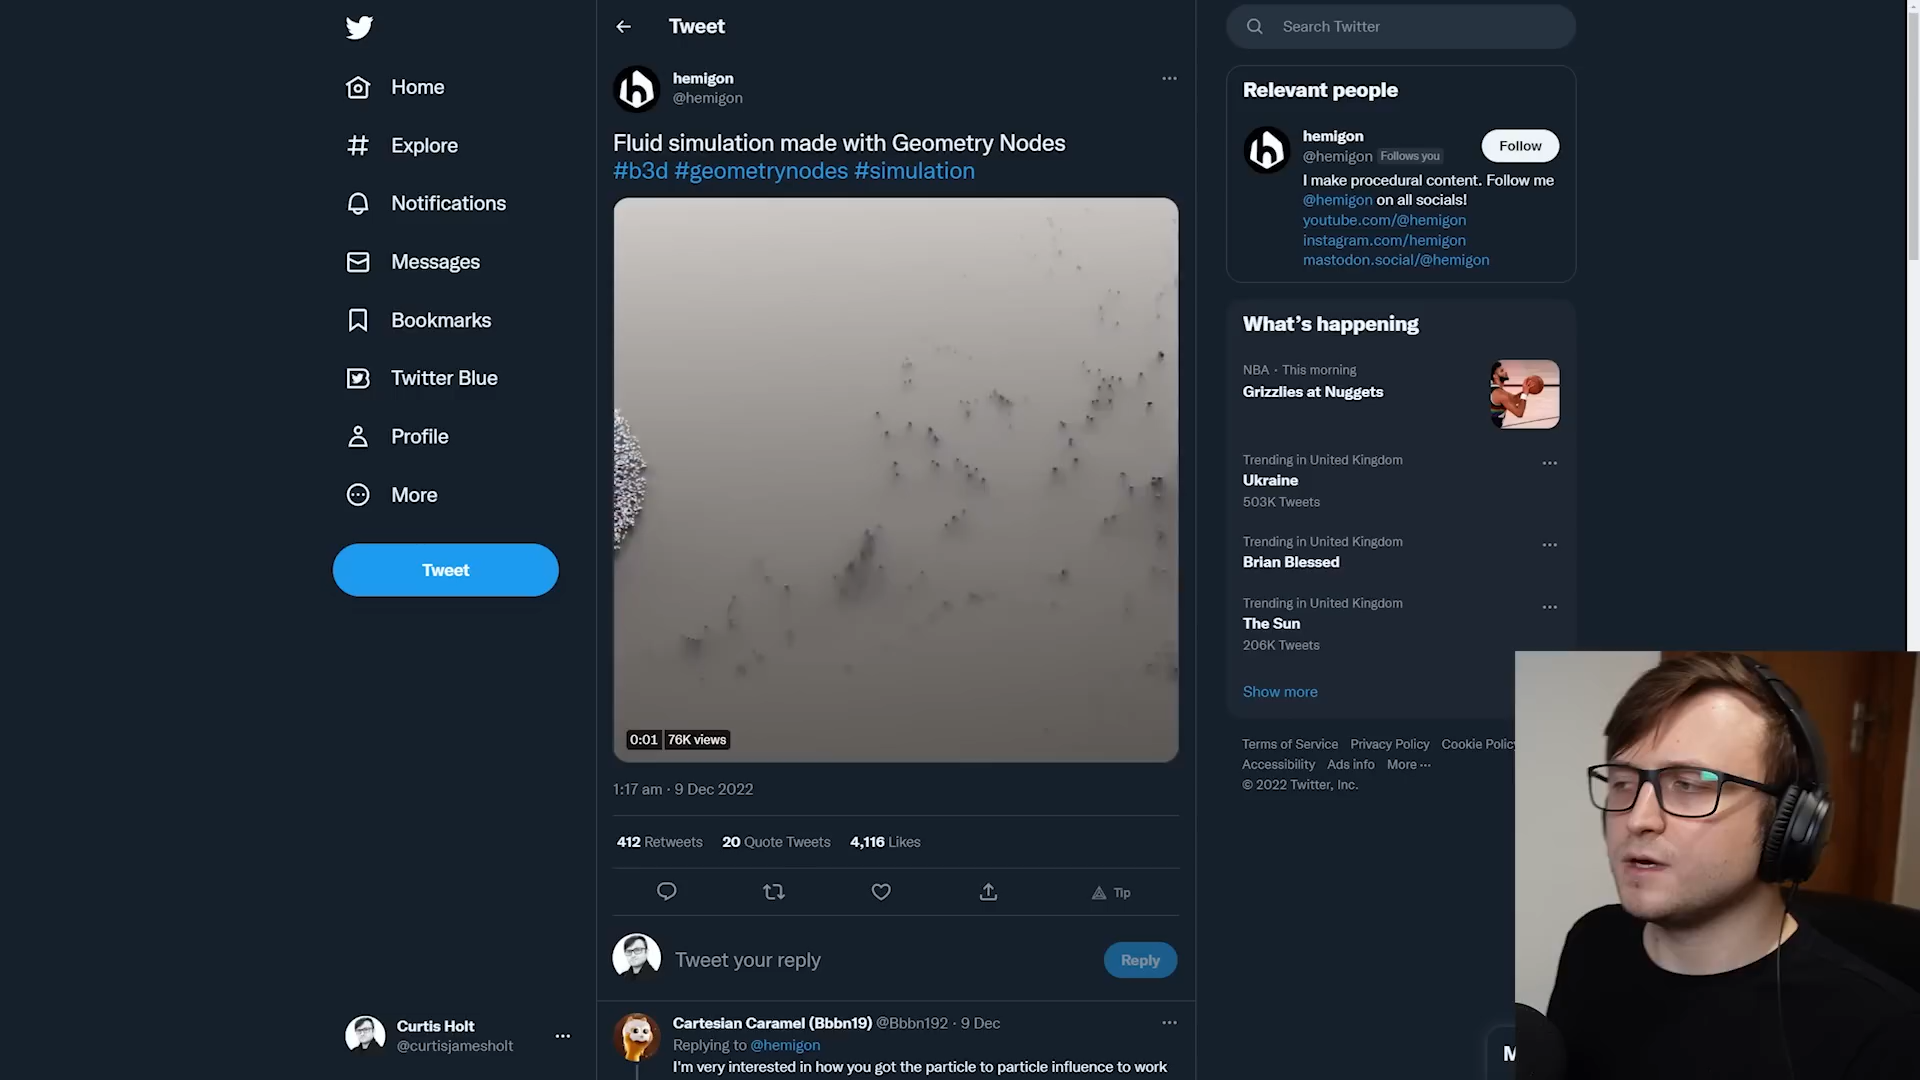 Home
Explore
Notifications
Messages
Bookmarks
Twitter Blue
Profile
More
Tweet
Curtis Holt
@curtisjamesholt
Tweet
hemigon
@hemigon
Fluid simulation made with Geometry Nodes
#b3d #geometrynodes #simulation
0:01 76K views
1:17 am · 9 Dec 2022
412 Retweets 20 Quote Tweets 4,116 Likes
Tip
Tweet your reply
Reply
Cartesian Caramel (Bbbn19) @Bbbn192 · 9 Dec
Replying to @hemigon
I'm very interested in how you got the particle to particle influence to work
Search Twitter
Relevant people
hemigon
@hemigon Follows you
Follow
I make procedural content. Follow me
@hemigon on all socials!
youtube.com/@hemigon
instagram.com/hemigon
mastodon.social/@hemigon
What's happening
NBA · This morning
Grizzlies at Nuggets
Trending in United Kingdom
Ukraine
503K Tweets
Trending in United Kingdom
Brian Blessed
Trending in United Kingdom
The Sun
206K Tweets
Show more
Terms of Service Privacy Policy Cookie Policy
Accessibility Ads info More ···
© 2022 Twitter, Inc.